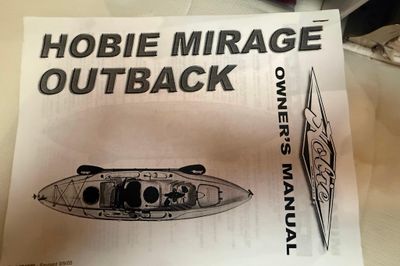 HOBIE MIRAGE
OUTBACK
OWNER'S MANUAL
Hobie